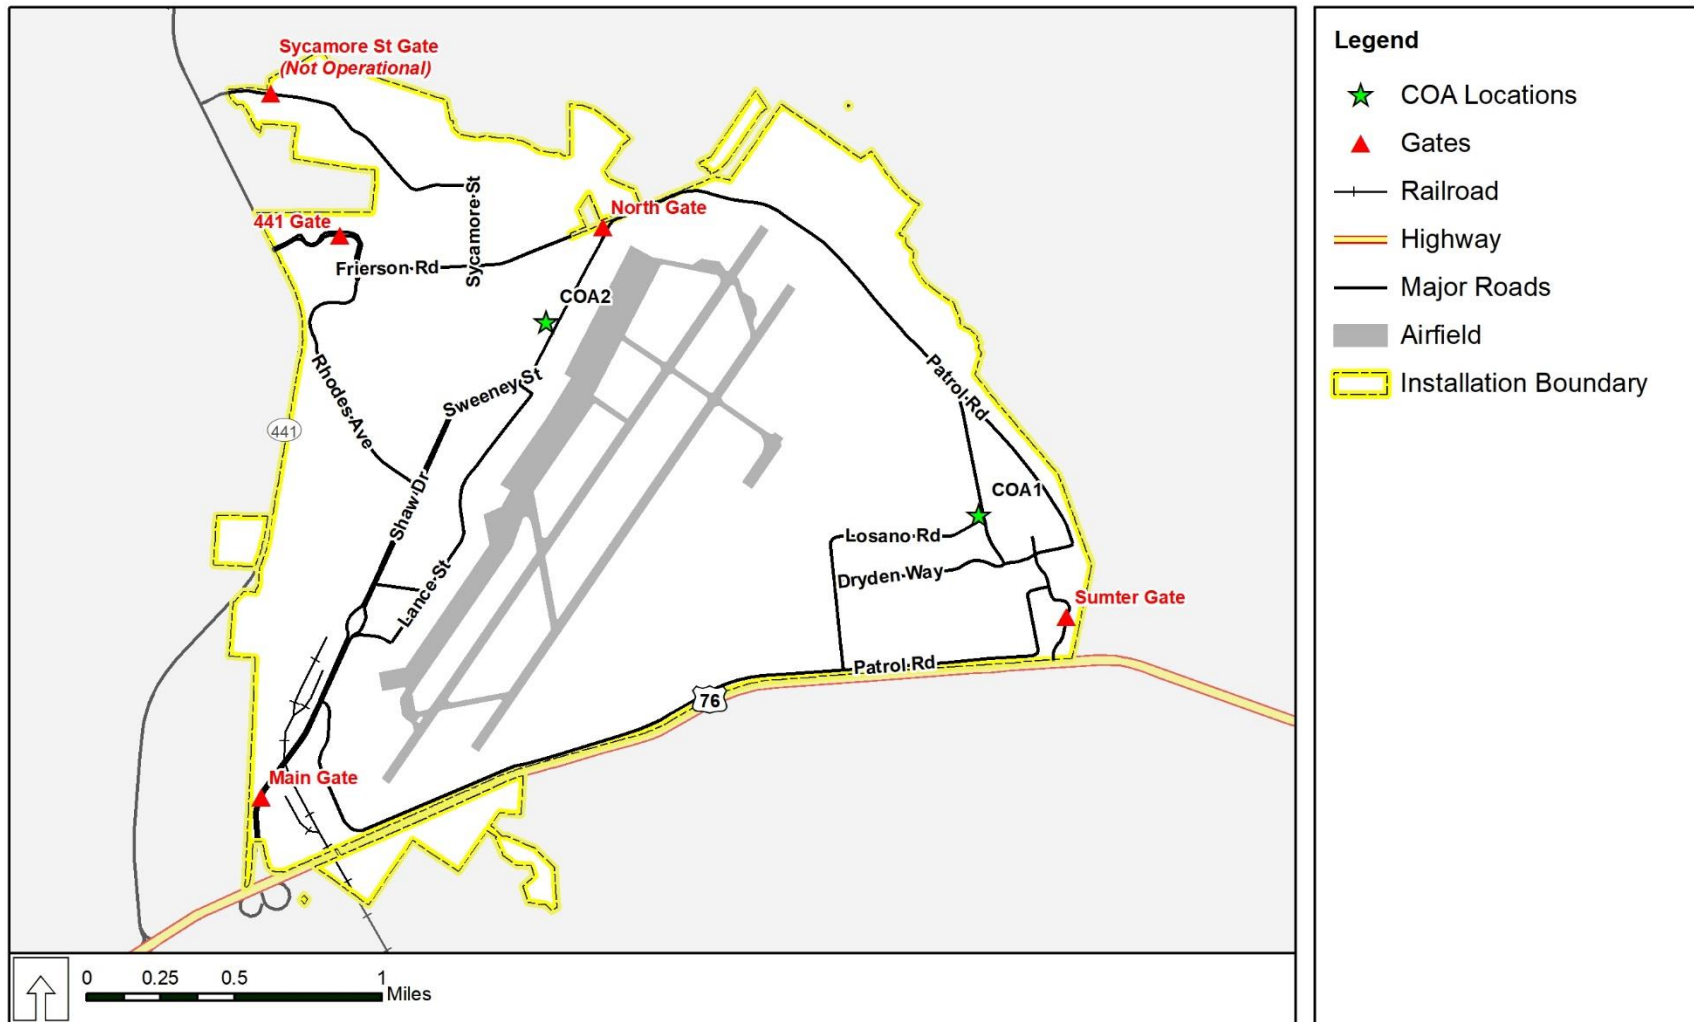 Sycamore St Gate
(Not Operational)
441 Gate
North Gate
Sycamore St
Frierson Rd
COA2
Rhodes Ave
Sweeney St
441
Shaw Dr
Lance St
Patrol Rd
COA1
Losano Rd
Dryden Way
Sumter Gate
Patrol Rd
76
Main Gate
0 0.25 0.5 1
Miles
Legend
COA Locations
Gates
Railroad
Highway
Major Roads
Airfield
Installation Boundary